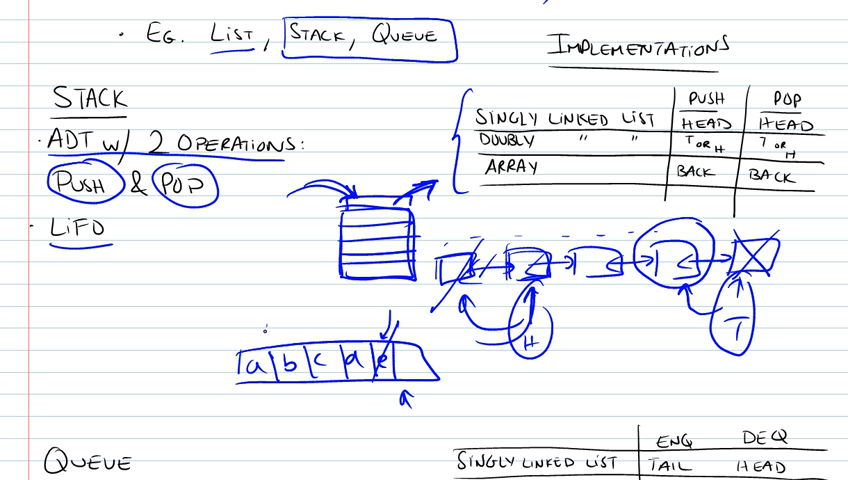 · EG. LIST, STACK, QUEUE
IMPLEMENTATIONS
STACK
· ADT W/ 2 OPERATIONS:
PUSH & POP
· LIFO
PUSH POP
SINGLY LINKED LIST HEAD HEAD
DOUBLY " " T OR H T OR H
ARRAY BACK BACK
H T
a b c d e
QUEUE
ENQ DEQ
SINGLY LINKED LIST TAIL HEAD